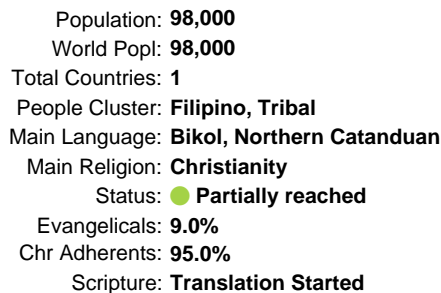 Population: 98,000
World Popl: 98,000
Total Countries: 1
People Cluster: Filipino, Tribal
Main Language: Bikol, Northern Catanduan
Main Religion: Christianity
Status: Partially reached
Evangelicals: 9.0%
Chr Adherents: 95.0%
Scripture: Translation Started